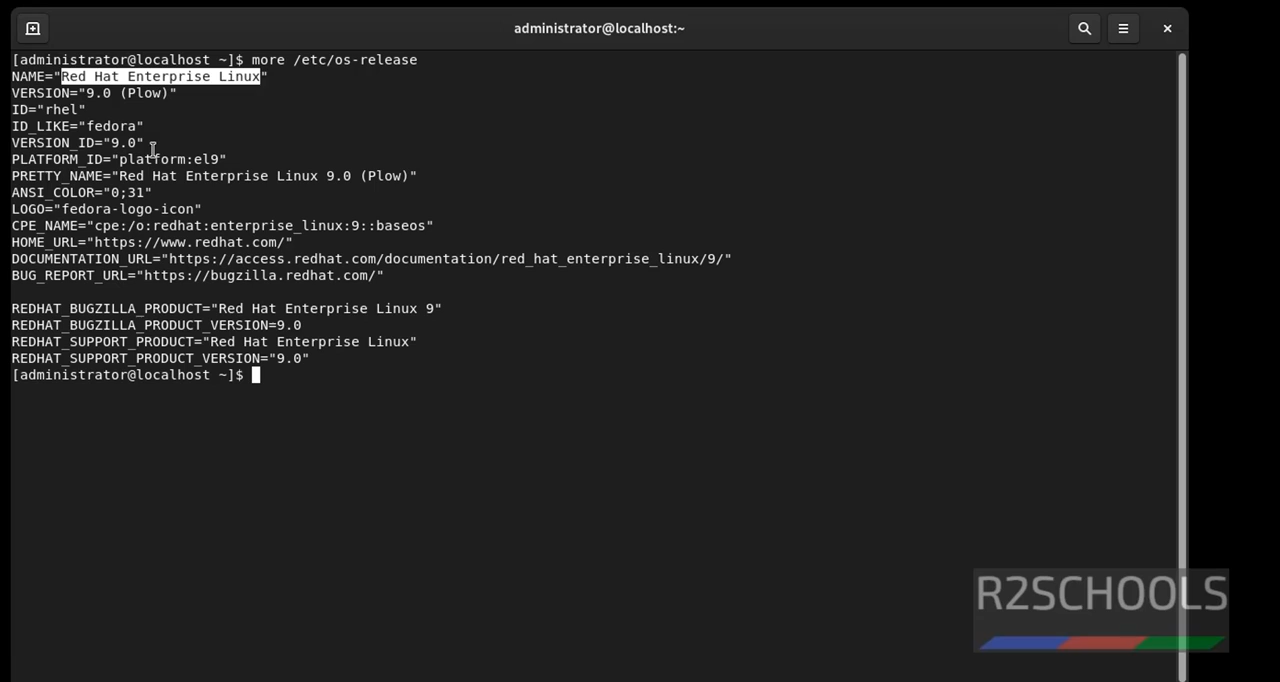 administrator@localhost:~
[administrator@localhost ~]$ more /etc/os-release
NAME="Red Hat Enterprise Linux"
VERSION="9.0 (Plow)"
ID="rhel"
ID_LIKE="fedora"
VERSION_ID="9.0"
PLATFORM_ID="platform:el9"
PRETTY_NAME="Red Hat Enterprise Linux 9.0 (Plow)"
ANSI_COLOR="0;31"
LOGO="fedora-logo-icon"
CPE_NAME="cpe:/o:redhat:enterprise_linux:9::baseos"
HOME_URL="https://www.redhat.com/"
DOCUMENTATION_URL="https://access.redhat.com/documentation/red_hat_enterprise_linux/9/"
BUG_REPORT_URL="https://bugzilla.redhat.com/"
REDHAT_BUGZILLA_PRODUCT="Red Hat Enterprise Linux 9"
REDHAT_BUGZILLA_PRODUCT_VERSION=9.0
REDHAT_SUPPORT_PRODUCT="Red Hat Enterprise Linux"
REDHAT_SUPPORT_PRODUCT_VERSION="9.0"
[administrator@localhost ~]$
R2SCHOOLS